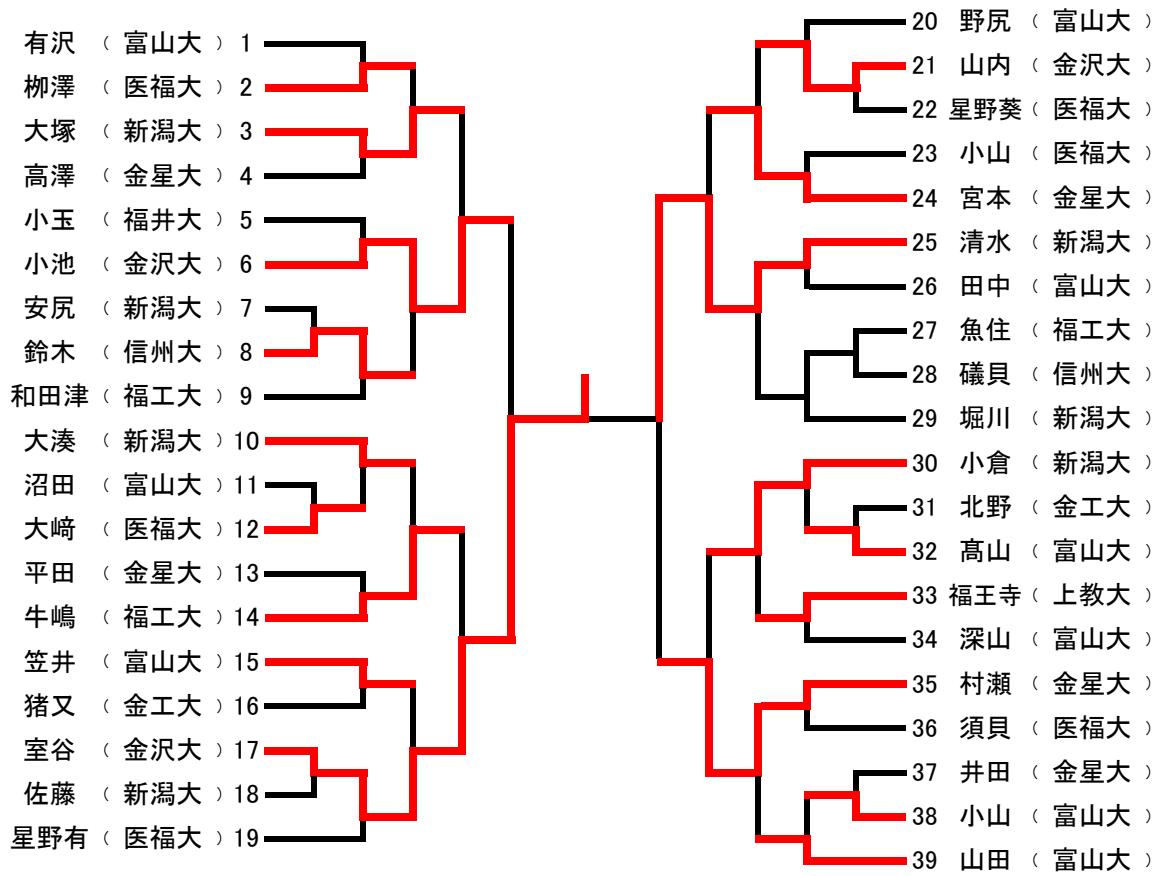 有沢 （ 富山大 ） 1
栁澤 （ 医福大 ） 2
大塚 （ 新潟大 ） 3
高澤 （ 金星大 ） 4
小玉 （ 福井大 ） 5
小池 （ 金沢大 ） 6
安尻 （ 新潟大 ） 7
鈴木 （ 信州大 ） 8
和田津 （ 福工大 ） 9
大湊 （ 新潟大 ） 10
沼田 （ 富山大 ） 11
大﨑 （ 医福大 ） 12
平田 （ 金星大 ） 13
牛嶋 （ 福工大 ） 14
笠井 （ 富山大 ） 15
猪又 （ 金工大 ） 16
室谷 （ 金沢大 ） 17
佐藤 （ 新潟大 ） 18
星野有 （ 医福大 ） 19
20 野尻 （ 富山大 ）
21 山内 （ 金沢大 ）
22 星野葵 （ 医福大 ）
23 小山 （ 医福大 ）
24 宮本 （ 金星大 ）
25 清水 （ 新潟大 ）
26 田中 （ 富山大 ）
27 魚住 （ 福工大 ）
28 礒貝 （ 信州大 ）
29 堀川 （ 新潟大 ）
30 小倉 （ 新潟大 ）
31 北野 （ 金工大 ）
32 髙山 （ 富山大 ）
33 福王寺 （ 上教大 ）
34 深山 （ 富山大 ）
35 村瀬 （ 金星大 ）
36 須貝 （ 医福大 ）
37 井田 （ 金星大 ）
38 小山 （ 富山大 ）
39 山田 （ 富山大 ）